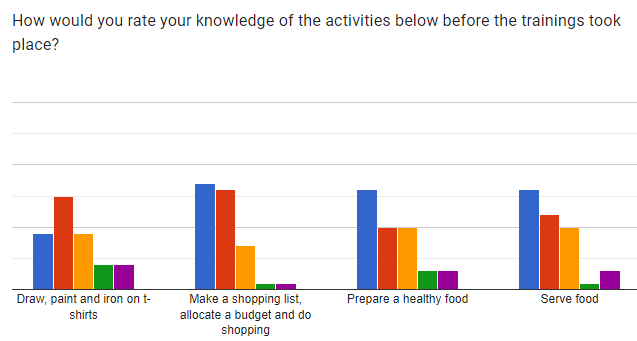 How would you rate your knowledge of the activities below before the trainings took
place?
Draw, paint and iron on t-
shirts
Make a shopping list,
allocate a budget and do
shopping
Prepare a healthy food
Serve food